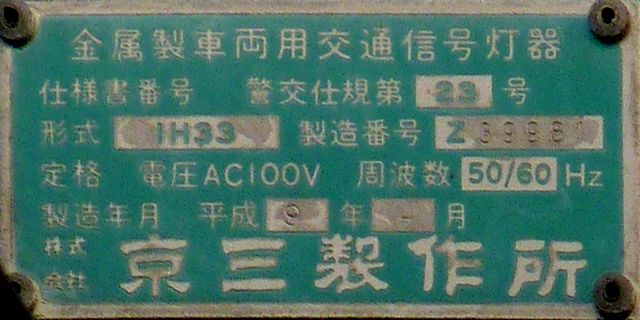 金属製車両用交通信号灯器
仕様書番号 警交仕規第 23 号
形式 1H33 製造番号 Z
定格 電圧AC100V 周波数 50/60 Hz
製造年月 平成 年 月
株式会社 京三製作所